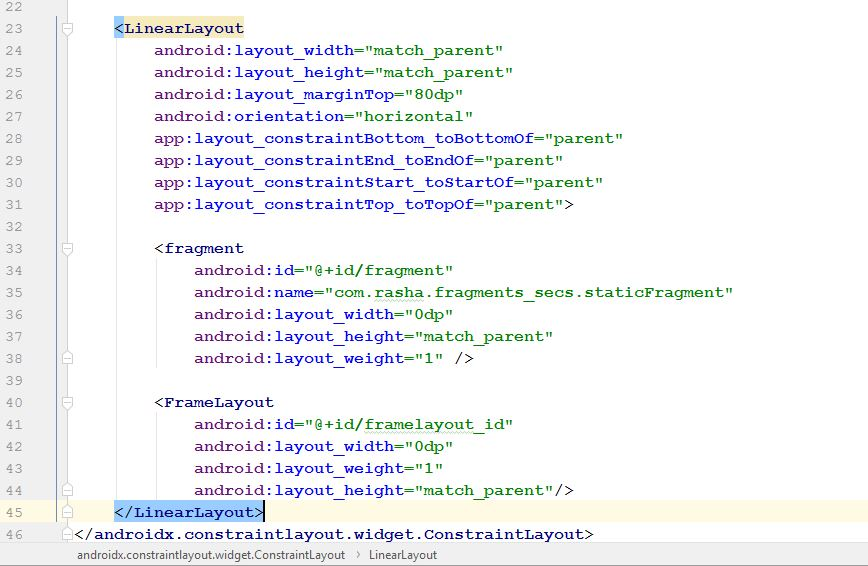 22
23 <LinearLayout
24 android:layout_width="match_parent"
25 android:layout_height="match_parent"
26 android:layout_marginTop="80dp"
27 android:orientation="horizontal"
28 app:layout_constraintBottom_toBottomOf="parent"
29 app:layout_constraintEnd_toEndOf="parent"
30 app:layout_constraintStart_toStartOf="parent"
31 app:layout_constraintTop_toTopOf="parent">
32
33 <fragment
34 android:id="@+id/fragment"
35 android:name="com.rasha.fragments_secs.staticFragment"
36 android:layout_width="0dp"
37 android:layout_height="match_parent"
38 android:layout_weight="1" />
39
40 <FrameLayout
41 android:id="@+id/framelayout_id"
42 android:layout_width="0dp"
43 android:layout_weight="1"
44 android:layout_height="match_parent"/>
45 </LinearLayout>
46 </androidx.constraintlayout.widget.ConstraintLayout>
androidx.constraintlayout.widget.ConstraintLayout › LinearLayout